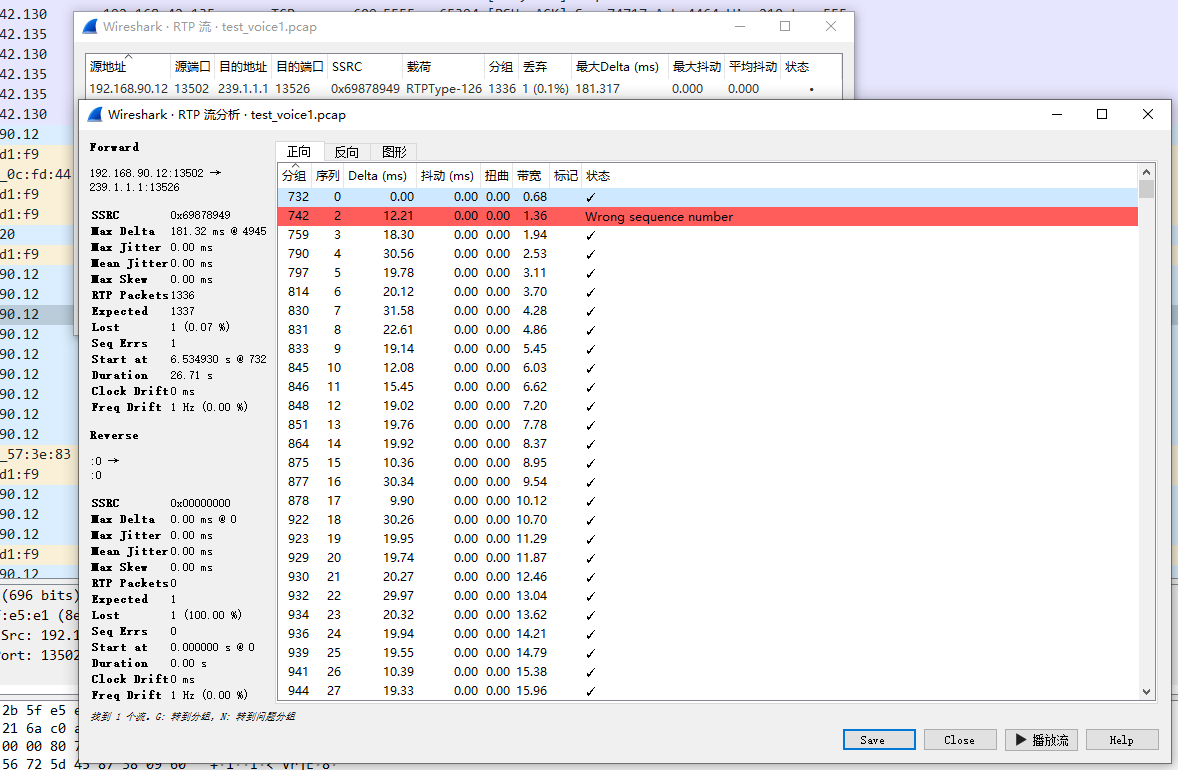 42.130
42.135
42.130
42.135
42.135
42.130
90.12
d1:f9
_0c:fd:44
d1:f9
d1:f9
20
d1:f9
90.12
90.12
90.12
90.12
90.12
90.12
90.12
90.12
90.12
_57:3e:83
d1:f9
90.12
90.12
90.12
d1:f9
90.12
(696 bits)
:e5:e1 (8e
Src: 192.1
ort: 13502
2b 5f e5 e
21 6a c0 a
00 00 80 7
56 72 5d 45 87 38 09 60
Wireshark · RTP 流 · test_voice1.pcap
源地址 源端口 目的地址 目的端口 SSRC 载荷 分组 丢弃 最大Delta (ms) 最大抖动 平均抖动 状态
192.168.90.12 13502 239.1.1.1 13526 0x69878949 RTPType-126 1336 1 (0.1%) 181.317 0.000 0.000 •
Wireshark · RTP 流分析 · test_voice1.pcap
Forward
192.168.90.12:13502 →
239.1.1.1:13526
SSRC 0x69878949
Max Delta 181.32 ms @ 4945
Max Jitter 0.00 ms
Mean Jitter 0.00 ms
Max Skew 0.00 ms
RTP Packets 1336
Expected 1337
Lost 1 (0.07 %)
Seq Errs 1
Start at 6.534930 s @ 732
Duration 26.71 s
Clock Drift 0 ms
Freq Drift 1 Hz (0.00 %)
Reverse
:0 →
:0
SSRC 0x00000000
Max Delta 0.00 ms @ 0
Max Jitter 0.00 ms
Mean Jitter 0.00 ms
Max Skew 0.00 ms
RTP Packets 0
Expected 1
Lost 1 (100.00 %)
Seq Errs 0
Start at 0.000000 s @ 0
Duration 0.00 s
Clock Drift 0 ms
Freq Drift 1 Hz (0.00 %)
正向 反向 图形
分组 序列 Delta (ms) 抖动 (ms) 扭曲 带宽 标记 状态
732 0 0.00 0.00 0.00 0.68 ✓
742 2 12.21 0.00 0.00 1.36 Wrong sequence number
759 3 18.30 0.00 0.00 1.94 ✓
790 4 30.56 0.00 0.00 2.53 ✓
797 5 19.78 0.00 0.00 3.11 ✓
814 6 20.12 0.00 0.00 3.70 ✓
830 7 31.58 0.00 0.00 4.28 ✓
831 8 22.61 0.00 0.00 4.86 ✓
833 9 19.14 0.00 0.00 5.45 ✓
845 10 12.08 0.00 0.00 6.03 ✓
846 11 15.45 0.00 0.00 6.62 ✓
848 12 19.02 0.00 0.00 7.20 ✓
851 13 19.76 0.00 0.00 7.78 ✓
864 14 19.92 0.00 0.00 8.37 ✓
875 15 10.36 0.00 0.00 8.95 ✓
877 16 30.34 0.00 0.00 9.54 ✓
878 17 9.90 0.00 0.00 10.12 ✓
922 18 30.26 0.00 0.00 10.70 ✓
923 19 19.95 0.00 0.00 11.29 ✓
929 20 19.74 0.00 0.00 11.87 ✓
930 21 20.27 0.00 0.00 12.46 ✓
932 22 29.97 0.00 0.00 13.04 ✓
934 23 20.32 0.00 0.00 13.62 ✓
936 24 19.94 0.00 0.00 14.21 ✓
939 25 19.55 0.00 0.00 14.79 ✓
941 26 10.39 0.00 0.00 15.38 ✓
944 27 19.33 0.00 0.00 15.96 ✓
找到 1 个流。G: 转到分组，N: 转到问题分组
Save Close 播放流 Help